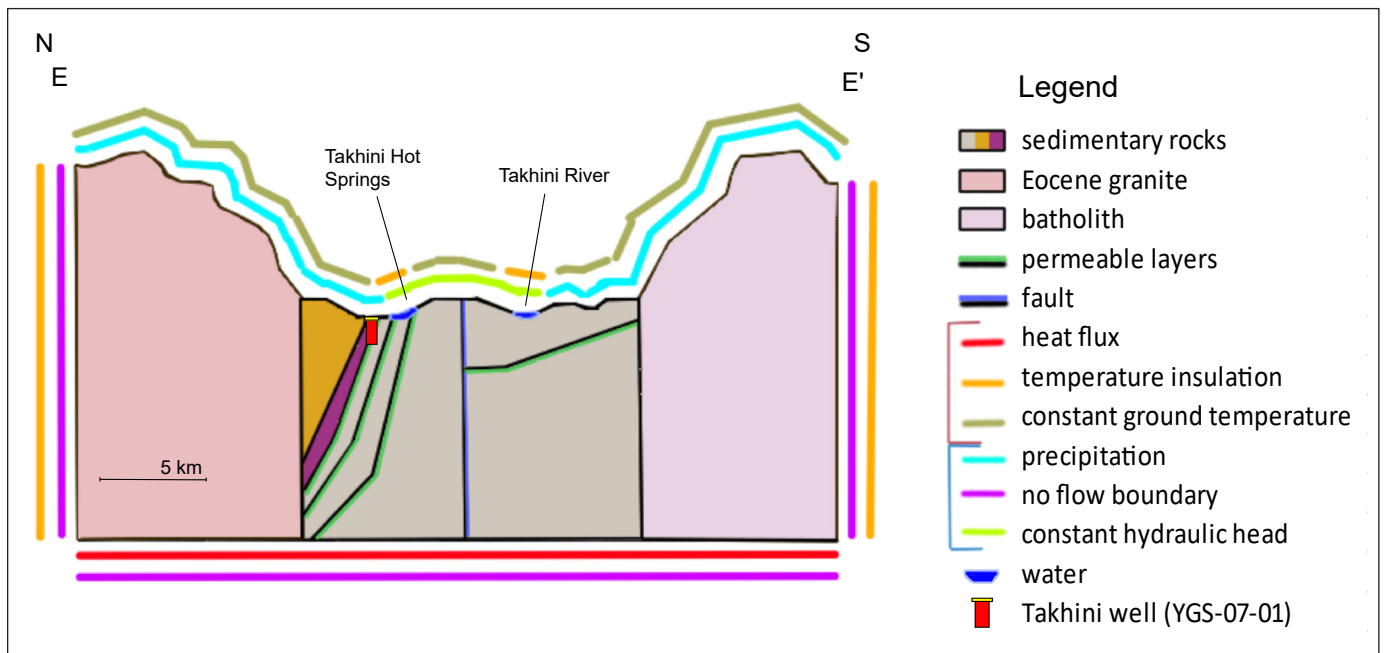 N
E
S
E'
Takhini Hot
Springs
Takhini River
5 km
Legend
sedimentary rocks
Eocene granite
batholith
permeable layers
fault
heat flux
temperature insulation
constant ground temperature
precipitation
no flow boundary
constant hydraulic head
water
Takhini well (YGS-07-01)